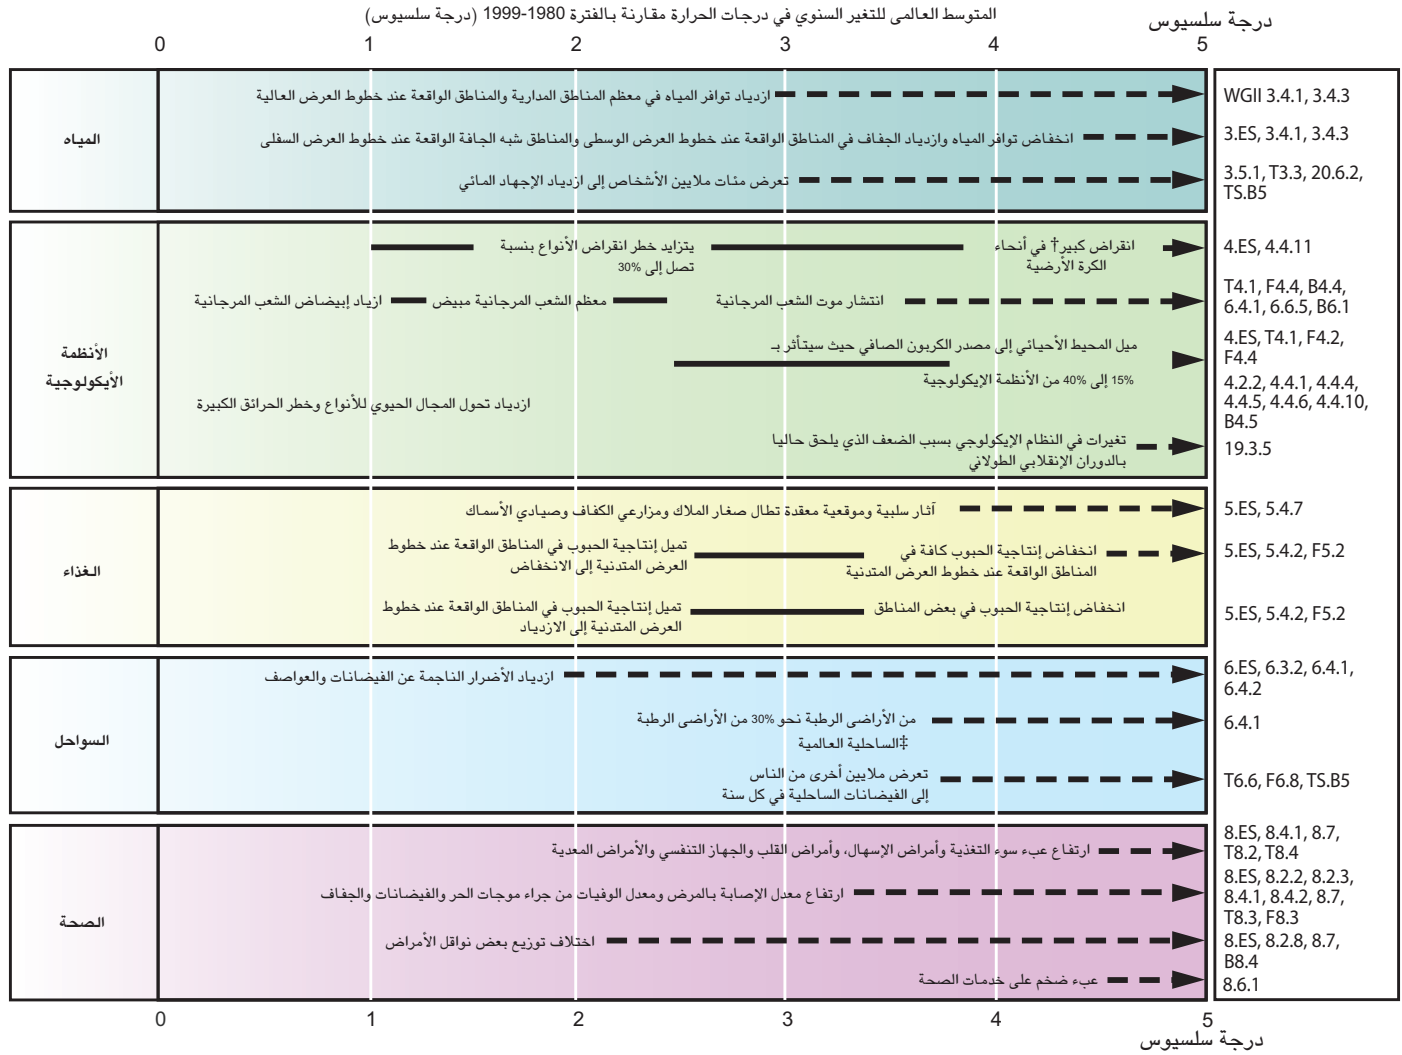 المتوسط العالمى للتغير السنوي في درجات الحرارة مقارنة بالفترة 1980-1999 (درجة سلسيوس)
درجة سلسيوس
0 1 2 3 4 5
المياه
ازدياد توافر المياه في معظم المناطق المدارية والمناطق الواقعة عند خطوط العرض العالية
WGII 3.4.1, 3.4.3
انخفاض توافر المياه وازدياد الجفاف في المناطق الواقعة عند خطوط العرض الوسطى والمناطق شبه الجافة الواقعة عند خطوط العرض السفلى
3.ES, 3.4.1, 3.4.3
تعرض مئات ملايين الأشخاص إلى ازدياد الإجهاد المائي
3.5.1, T3.3, 20.6.2,
TS.B5
الأنظمة
الأيكولوجية
يتزايد خطر انقراض الأنواع بنسبة
تصل إلى 30%
انقراض كبير† في أنحاء
الكرة الأرضية
4.ES, 4.4.11
ازياد إبيضاض الشعب المرجانية
معظم الشعب المرجانية مبيض
انتشار موت الشعب المرجانية
T4.1, F4.4, B4.4,
6.4.1, 6.6.5, B6.1
ميل المحيط الأحيائي إلى مصدر الكربون الصافي حيث سيتأثر بـ
15% إلى 40% من الأنظمة الإيكولوجية
4.ES, T4.1, F4.2,
F4.4
ازدياد تحول المجال الحيوي للأنواع وخطر الحرائق الكبيرة
4.2.2, 4.4.1, 4.4.4,
4.4.5, 4.4.6, 4.4.10,
B4.5
تغيرات في النظام الإيكولوجي بسبب الضعف الذي يلحق حاليا
بالدوران الإنقلابي الطولاني
19.3.5
الغذاء
آثار سلبية وموقعية معقدة تطال صغار الملاك ومزارعي الكفاف وصيادي الأسماك
5.ES, 5.4.7
تميل إنتاجية الحبوب في المناطق الواقعة عند خطوط
العرض المتدنية إلى الانخفاض
انخفاض إنتاجية الحبوب كافة في
المناطق الواقعة عند خطوط العرض المتدنية
5.ES, 5.4.2, F5.2
تميل إنتاجية الحبوب في المناطق الواقعة عند خطوط
العرض المتدنية إلى الازدياد
انخفاض إنتاجية الحبوب في بعض المناطق
5.ES, 5.4.2, F5.2
السواحل
ازدياد الأضرار الناجمة عن الفيضانات والعواصف
6.ES, 6.3.2, 6.4.1,
6.4.2
من الأراضى الرطبة نحو 30% من الأراضى الرطبة
الساحلية العالمية‡
6.4.1
تعرض ملايين أخرى من الناس
إلى الفيضانات الساحلية في كل سنة
T6.6, F6.8, TS.B5
الصحة
ارتفاع عبء سوء التغذية وأمراض الإسهال، وأمراض القلب والجهاز التنفسي والأمراض المعدية
8.ES, 8.4.1, 8.7,
T8.2, T8.4
ارتفاع معدل الإصابة بالمرض ومعدل الوفيات من جراء موجات الحر والفيضانات والجفاف
8.ES, 8.2.2, 8.2.3,
8.4.1, 8.4.2, 8.7,
T8.3, F8.3
اختلاف توزيع بعض نواقل الأمراض
8.ES, 8.2.8, 8.7,
B8.4
عبء ضخم على خدمات الصحة
8.6.1
0 1 2 3 4 5
درجة سلسيوس